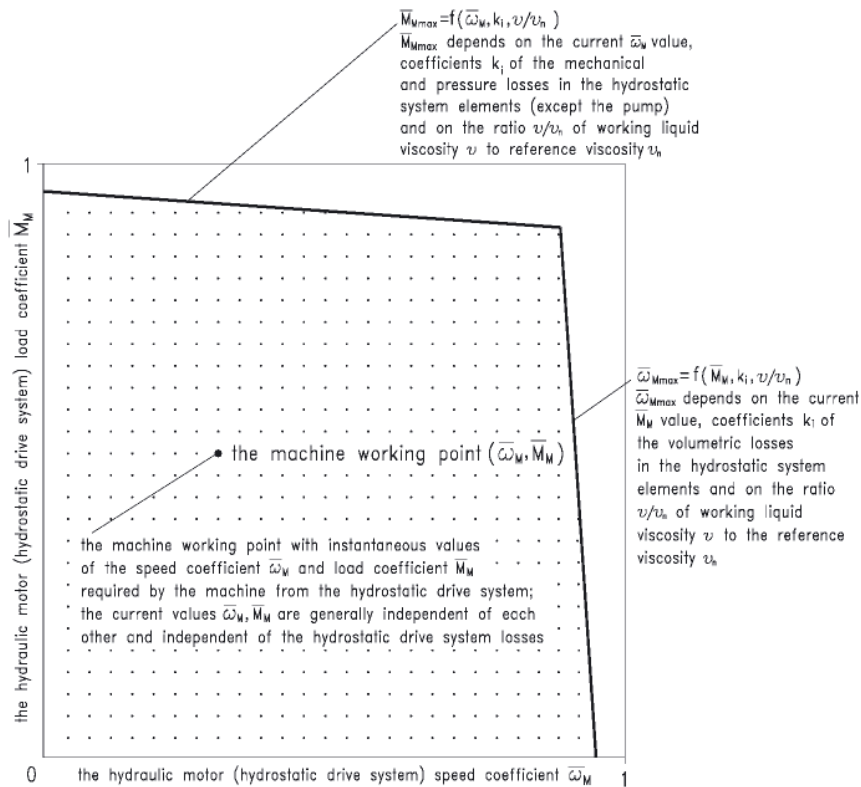 M̅Mmax=f(ω̅M,ki,υ/υn)
M̅Mmax depends on the current ω̅M value,
coefficients ki of the mechanical
and pressure losses in the hydrostatic
system elements (except the pump)
and on the ratio υ/υn of working liquid
viscosity υ to reference viscosity υn
1
the hydraulic motor (hydrostatic drive system) load coefficient M̅M
ω̅Mmax=f(M̅M,ki,υ/υn)
ω̅Mmax depends on the current
M̅M value, coefficients ki of
the volumetric losses
in the hydrostatic system
elements and on the ratio
υ/υn of working liquid
viscosity υ to the reference
viscosity υn
the machine working point (ω̅M,M̅M)
the machine working point with instantaneous values
of the speed coefficient ω̅M and load coefficient M̅M
required by the machine from the hydrostatic drive system;
the current values ω̅M,M̅M are generally independent of each
other and independent of the hydrostatic drive system losses
0
the hydraulic motor (hydrostatic drive system) speed coefficient ω̅M
1